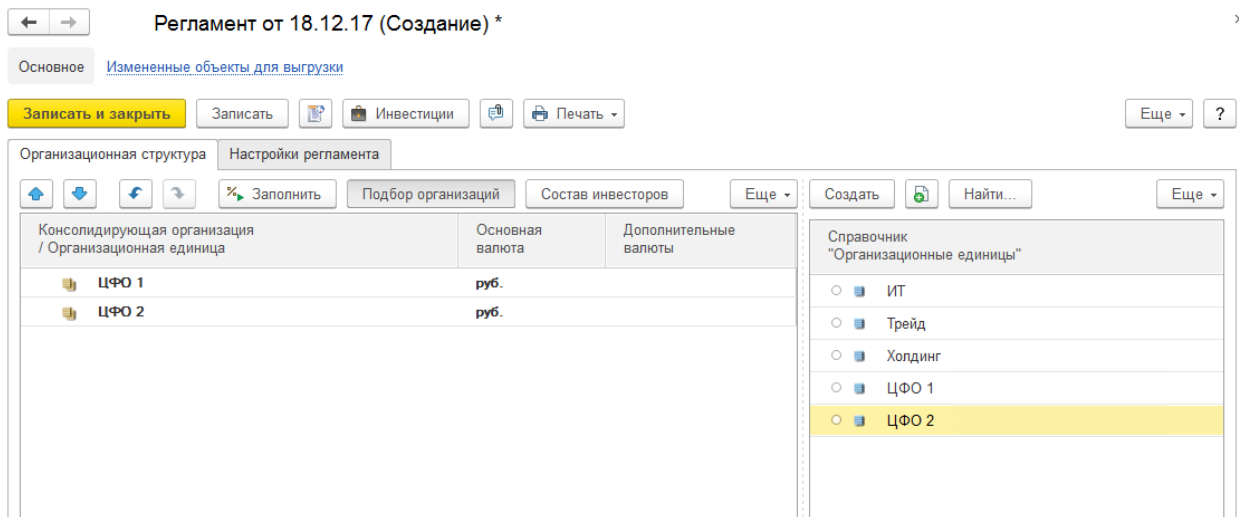 Регламент от 18.12.17 (Создание) *
Основное Измененные объекты для выгрузки
Записать и закрыть Записать Инвестиции Печать Еще ?
Организационная структура Настройки регламента
% Заполнить Подбор организаций Состав инвесторов Еще Создать Найти... Еще
Консолидирующая организация Основная Дополнительные
/ Организационная единица валюта валюты
Справочник
"Организационные единицы"
ЦФО 1 руб.
ЦФО 2 руб.
ИТ
Трейд
Холдинг
ЦФО 1
ЦФО 2